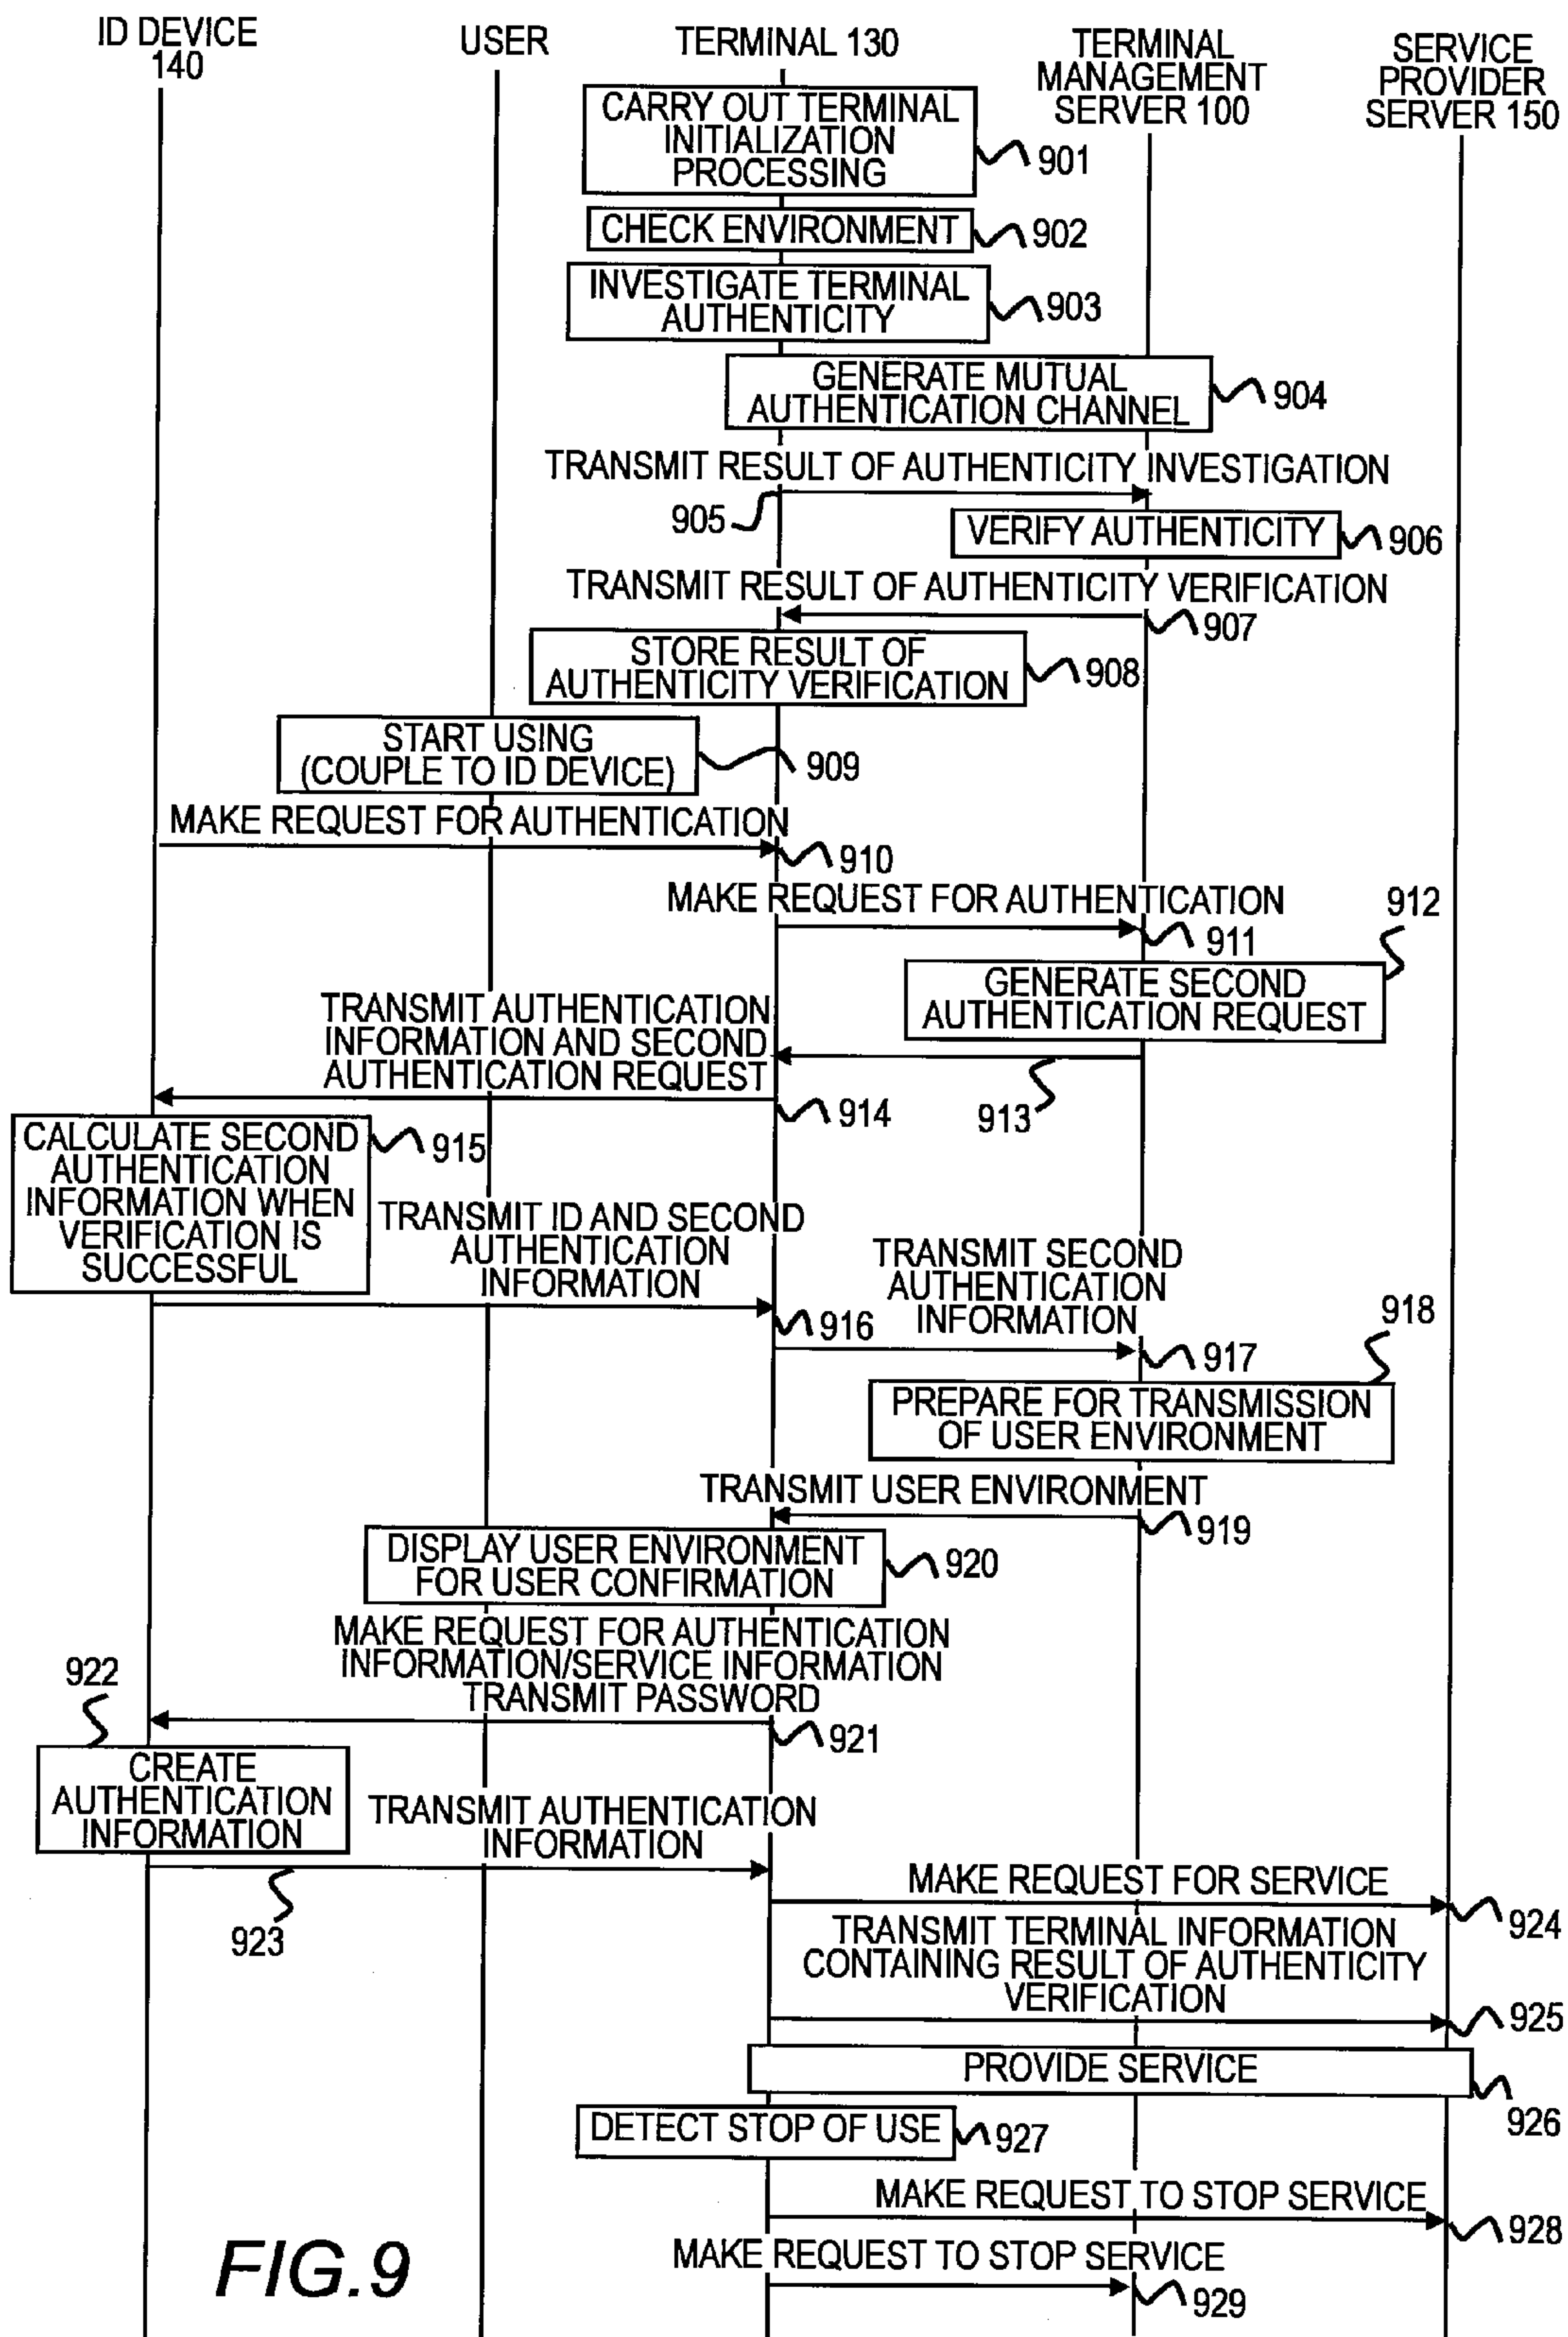 ID DEVICE
140
USER
TERMINAL 130
TERMINAL
MANAGEMENT
SERVER 100
SERVICE
PROVIDER
SERVER 150
CARRY OUT TERMINAL
INITIALIZATION
PROCESSING
901
CHECK ENVIRONMENT
902
INVESTIGATE TERMINAL
AUTHENTICITY
903
GENERATE MUTUAL
AUTHENTICATION CHANNEL
904
TRANSMIT RESULT OF AUTHENTICITY INVESTIGATION
905
VERIFY AUTHENTICITY
906
TRANSMIT RESULT OF AUTHENTICITY VERIFICATION
907
STORE RESULT OF
AUTHENTICITY VERIFICATION
908
START USING
(COUPLE TO ID DEVICE)
909
MAKE REQUEST FOR AUTHENTICATION
910
MAKE REQUEST FOR AUTHENTICATION
911
912
GENERATE SECOND
AUTHENTICATION REQUEST
TRANSMIT AUTHENTICATION
INFORMATION AND SECOND
AUTHENTICATION REQUEST
913
914
CALCULATE SECOND
AUTHENTICATION
INFORMATION WHEN
VERIFICATION IS
SUCCESSFUL
915
TRANSMIT ID AND SECOND
AUTHENTICATION
INFORMATION
916
TRANSMIT SECOND
AUTHENTICATION
INFORMATION
917
918
PREPARE FOR TRANSMISSION
OF USER ENVIRONMENT
TRANSMIT USER ENVIRONMENT
919
DISPLAY USER ENVIRONMENT
FOR USER CONFIRMATION
920
MAKE REQUEST FOR AUTHENTICATION
INFORMATION/SERVICE INFORMATION
TRANSMIT PASSWORD
921
922
CREATE
AUTHENTICATION
INFORMATION
TRANSMIT AUTHENTICATION
INFORMATION
923
MAKE REQUEST FOR SERVICE
924
TRANSMIT TERMINAL INFORMATION
CONTAINING RESULT OF AUTHENTICITY
VERIFICATION
925
PROVIDE SERVICE
926
DETECT STOP OF USE
927
MAKE REQUEST TO STOP SERVICE
928
MAKE REQUEST TO STOP SERVICE
929
FIG.9